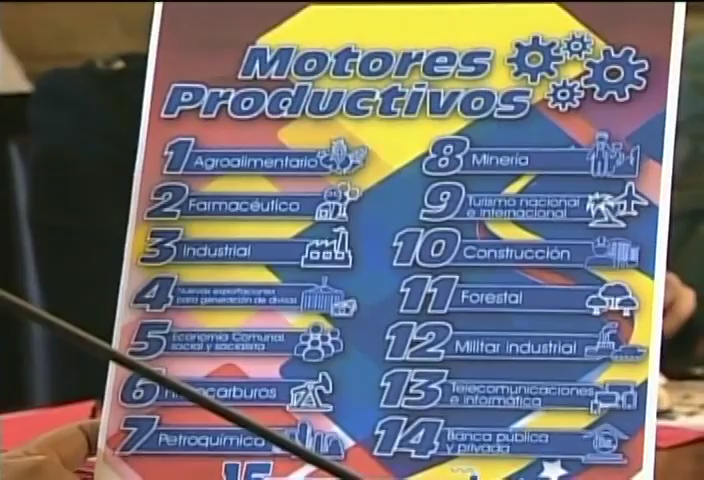 Motores
Productivos
1 Agroalimentario
2 Farmacéutico
3 Industrial
4 Nuevas exportaciones
para generación de divisas
5 Economía Comunal,
social y socialista
6 Hidrocarburos
7 Petroquímica
8 Minería
9 Turismo nacional
e internacional
10 Construcción
11 Forestal
12 Militar industrial
13 Telecomunicaciones
e informática
14 Banca pública
y privada
15